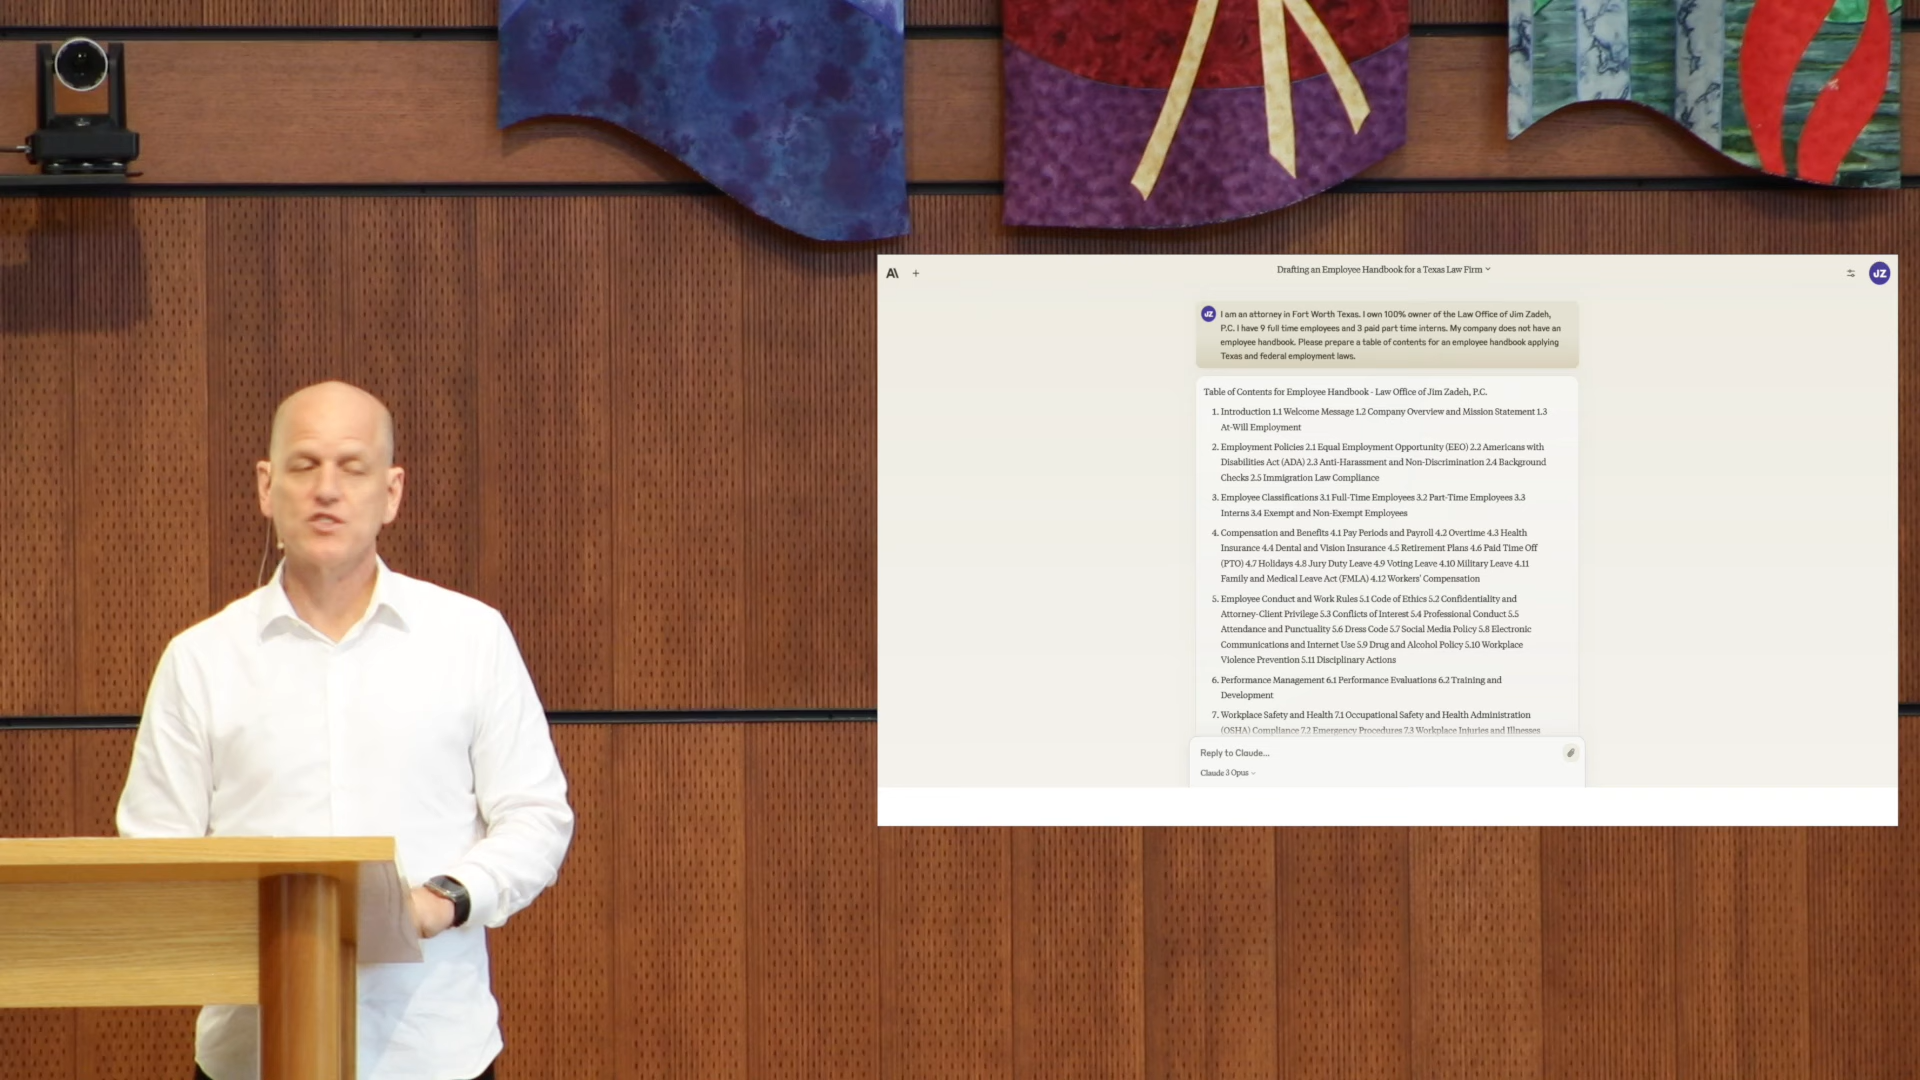 A\ +
Drafting an Employee Handbook for a Texas Law Firm
JZ
JZ
I am an attorney in Fort Worth Texas. I own 100% owner of the Law Office of Jim Zadeh,
P.C. I have 9 full time employees and 3 paid part time interns. My company does not have an
employee handbook. Please prepare a table of contents for an employee handbook applying
Texas and federal employment laws.
Table of Contents for Employee Handbook - Law Office of Jim Zadeh, P.C.
1. Introduction 1.1 Welcome Message 1.2 Company Overview and Mission Statement 1.3
At-Will Employment
2. Employment Policies 2.1 Equal Employment Opportunity (EEO) 2.2 Americans with
Disabilities Act (ADA) 2.3 Anti-Harassment and Non-Discrimination 2.4 Background
Checks 2.5 Immigration Law Compliance
3. Employee Classifications 3.1 Full-Time Employees 3.2 Part-Time Employees 3.3
Interns 3.4 Exempt and Non-Exempt Employees
4. Compensation and Benefits 4.1 Pay Periods and Payroll 4.2 Overtime 4.3 Health
Insurance 4.4 Dental and Vision Insurance 4.5 Retirement Plans 4.6 Paid Time Off
(PTO) 4.7 Holidays 4.8 Jury Duty Leave 4.9 Voting Leave 4.10 Military Leave 4.11
Family and Medical Leave Act (FMLA) 4.12 Workers' Compensation
5. Employee Conduct and Work Rules 5.1 Code of Ethics 5.2 Confidentiality and
Attorney-Client Privilege 5.3 Conflicts of Interest 5.4 Professional Conduct 5.5
Attendance and Punctuality 5.6 Dress Code 5.7 Social Media Policy 5.8 Electronic
Communications and Internet Use 5.9 Drug and Alcohol Policy 5.10 Workplace
Violence Prevention 5.11 Disciplinary Actions
6. Performance Management 6.1 Performance Evaluations 6.2 Training and
Development
7. Workplace Safety and Health 7.1 Occupational Safety and Health Administration
(OSHA) Compliance 7.2 Emergency Procedures 7.3 Workplace Injuries and Illnesses
Reply to Claude...
Claude 3 Opus